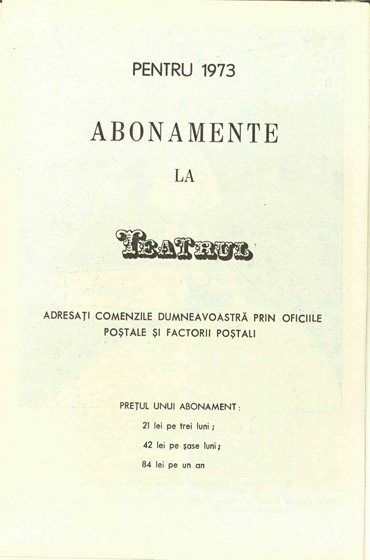 PENTRU 1973
ABONAMENTE
LA
TEATRUL
ADRESAȚI COMENZILE DUMNEAVOASTRĂ PRIN OFICIILE
POȘTALE ȘI FACTORII POȘTALI
PREȚUL UNUI ABONAMENT:
21 lei pe trei luni;
42 lei pe șase luni;
84 lei pe un an